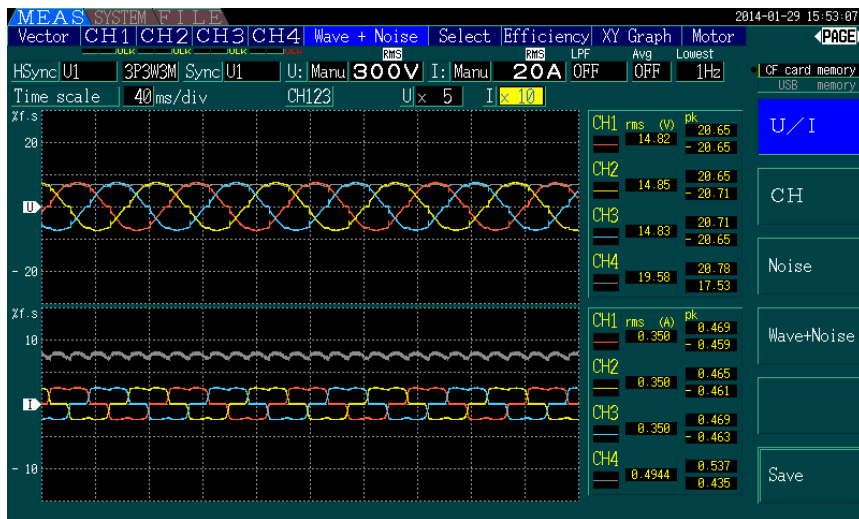 MEAS SYSTEM FILE 2014-01-29 15:53:07
Vector CH1 CH2 CH3 CH4 Wave + Noise Select Efficiency XY Graph Motor PAGE
ULK ULK ULK ULK RMS RMS LPF Avg Lowest
HSync U1 3P3W3M Sync U1 U: Manu 300V I: Manu 20A OFF OFF 1Hz CF card memory
USB memory
Time scale 40 ms/div CH123 U× 5 I× 10
%f.s
20
U
- 20
CH1 rms (V) pk
14.82 20.65
- 20.65
CH2
14.85 20.65
- 20.71
CH3
14.83 20.71
- 20.65
CH4
19.58 20.78
17.53
%f.s
10
I
- 10
CH1 rms (A) pk
0.350 0.469
- 0.459
CH2
0.350 0.465
- 0.461
CH3
0.350 0.469
- 0.463
CH4
0.4944 0.537
0.435
U/I
CH
Noise
Wave+Noise
Save